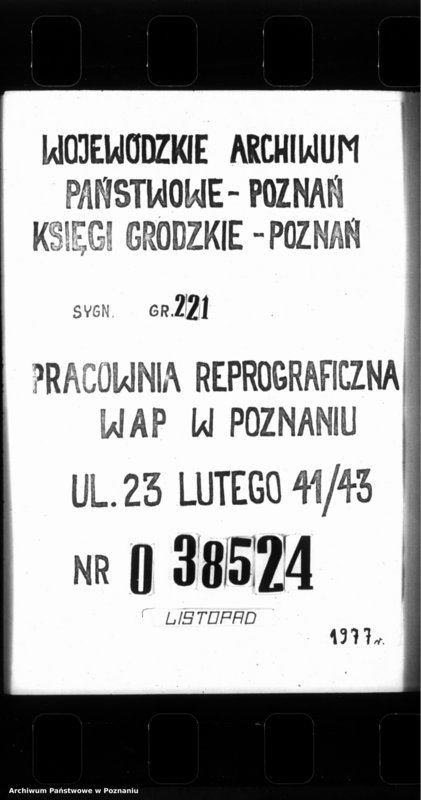 WOJEWÓDZKIE ARCHIWUM
PAŃSTWOWE - POZNAŃ
KSIĘGI GRODZKIE - POZNAŃ
SYGN. GR.221
PRACOWNIA REPROGRAFICZNA
WAP W POZNANIU
UL. 23 LUTEGO 41/43
NR 0 38524
LISTOPAD
1977 r.
Archiwum Państwowe w Poznaniu